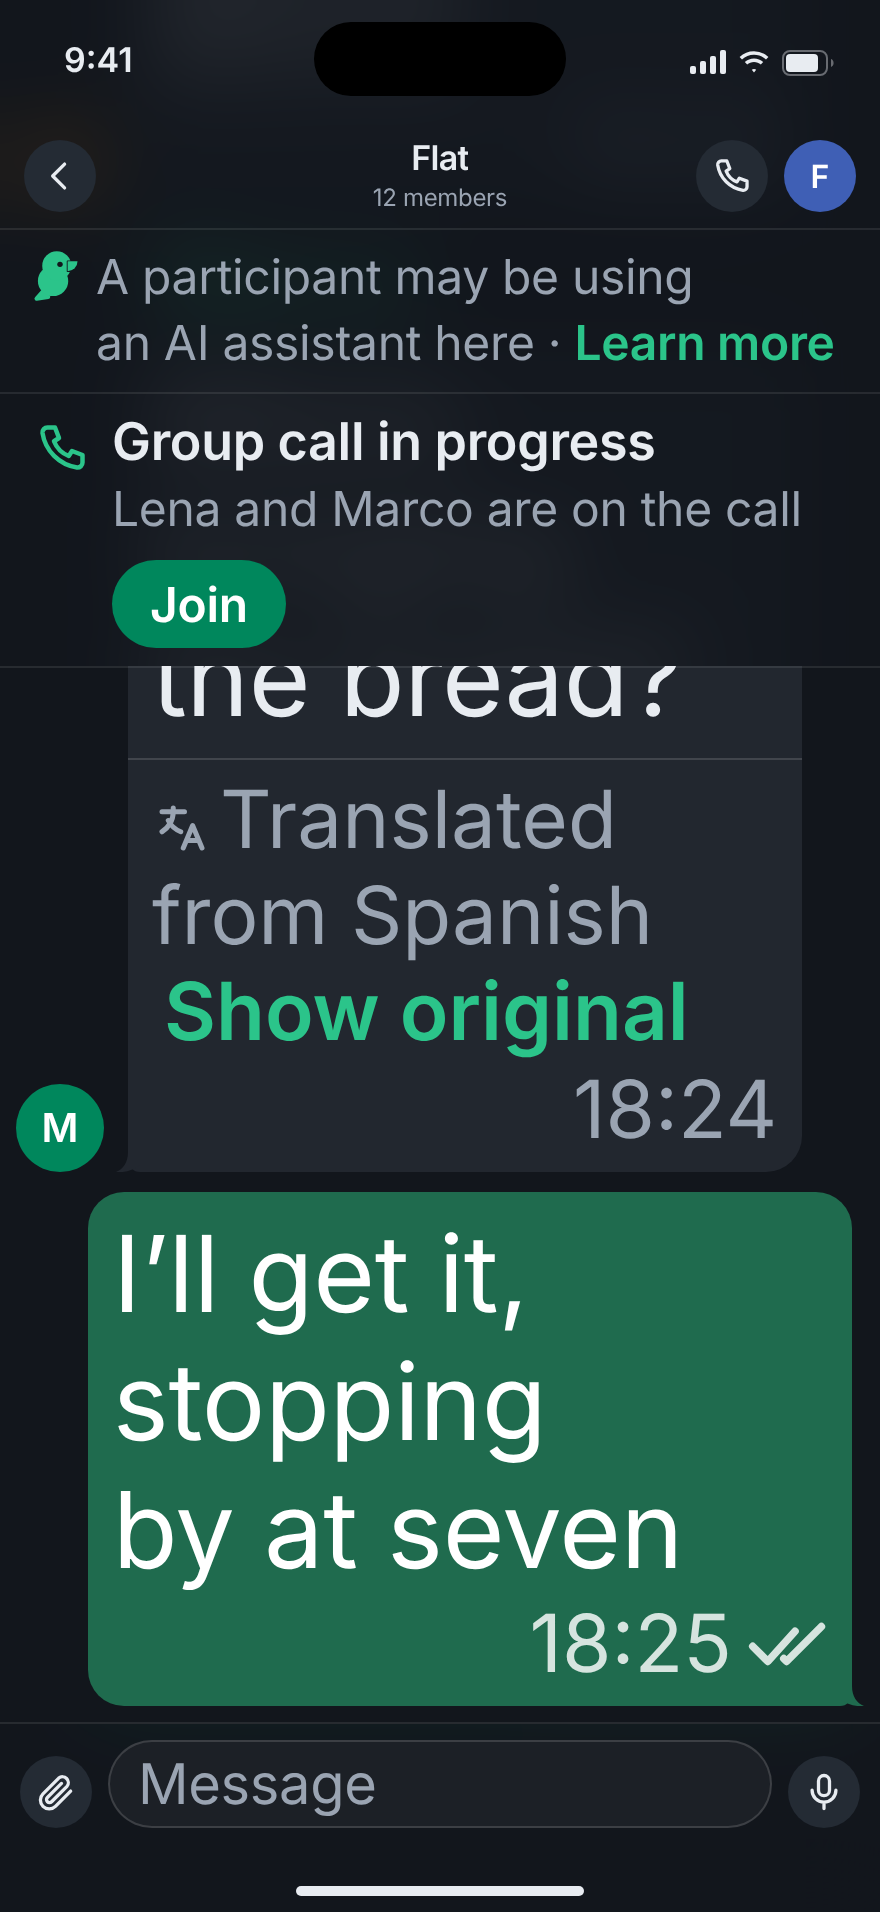 9:41
Flat
12 members
F
A participant may be using
an AI assistant here · Learn more
Group call in progress
Lena and Marco are on the call
Join
the bread?
Translated
from Spanish
Show original
18:24
M
I’ll get it,
stopping
by at seven
18:25
Message